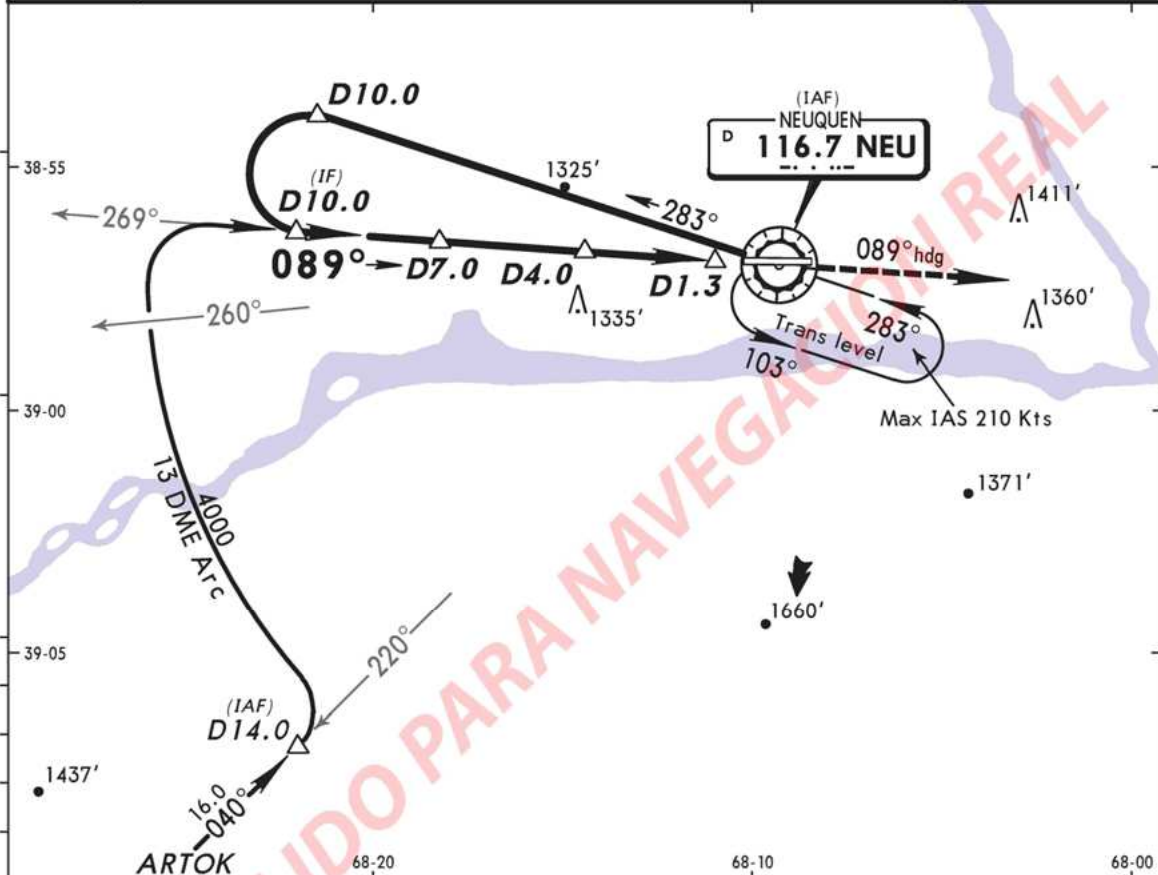 D10.0
(IAF)
NEUQUEN
D 116.7 NEU
38-55
1325'
1411'
(IF)
D10.0
269°
283°
089° hdg
089°
D7.0
D4.0
D1.3
1335'
1360'
260°
283°
Trans level
103°
39-00
Max IAS 210 Kts
1371'
4000
13 DME Arc
1660'
39-05
220°
(IAF)
D14.0
1437'
16.0
040°
ARTOK
68-20
68-10
68-00
NDO PARA NAVEGACION REAL